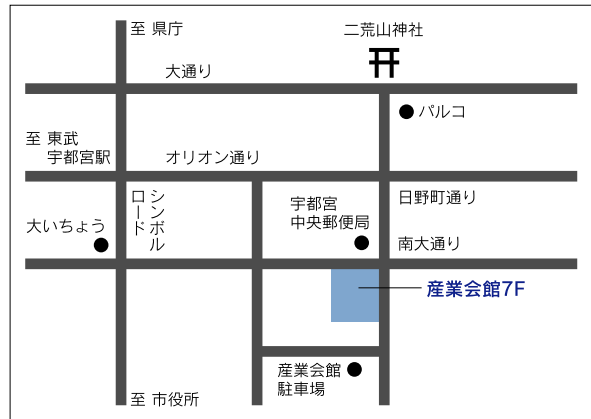 至 県庁
二荒山神社
大通り
パルコ
至 東武
宇都宮駅
オリオン通り
シンボル
ロード
宇都宮
中央郵便局
日野町通り
大いちょう
南大通り
産業会館7F
産業会館
駐車場
至 市役所